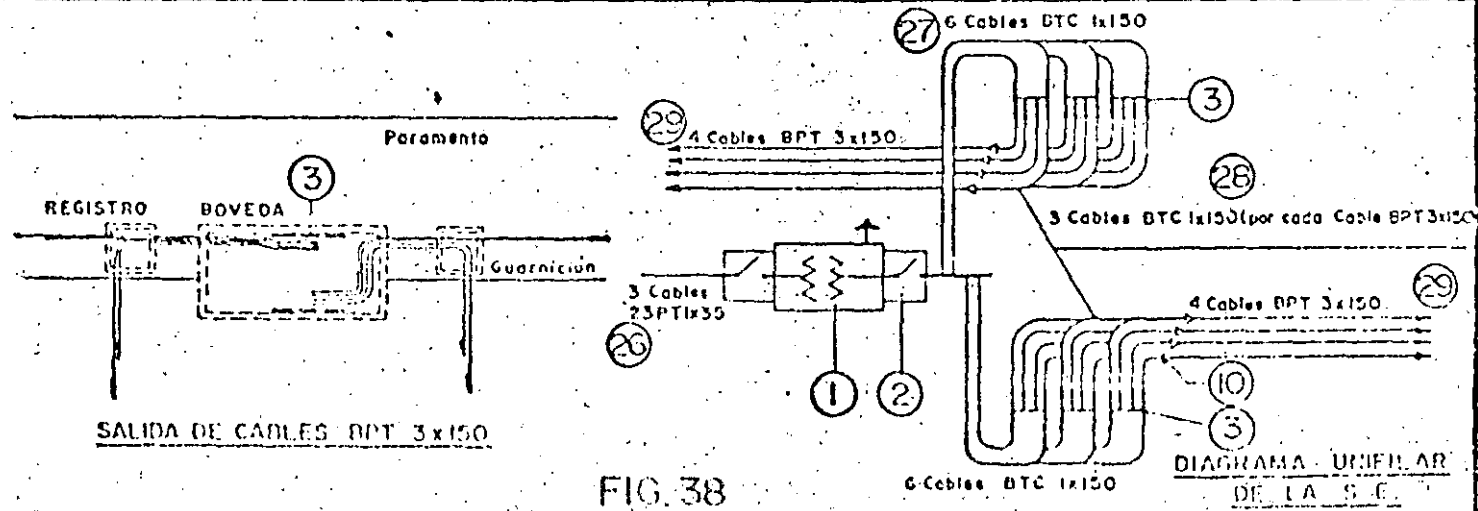 Paramento
3
REGISTRO
BOVEDA
Guarnición
SALIDA DE CABLES BPT 3x150
FIG. 38
27
6 Cables BTC 1x150
3
29
4 Cables BPT 3x150
28
3 Cables BTC 1x150 (por cada Cable BPT 3x150
3 Cables
23PT1x35
26
1
2
29
4 Cables BPT 3x150
10
3
6 Cables BTC 1x150
DIAGRAMA UNIFILAR
DE LA S.E.